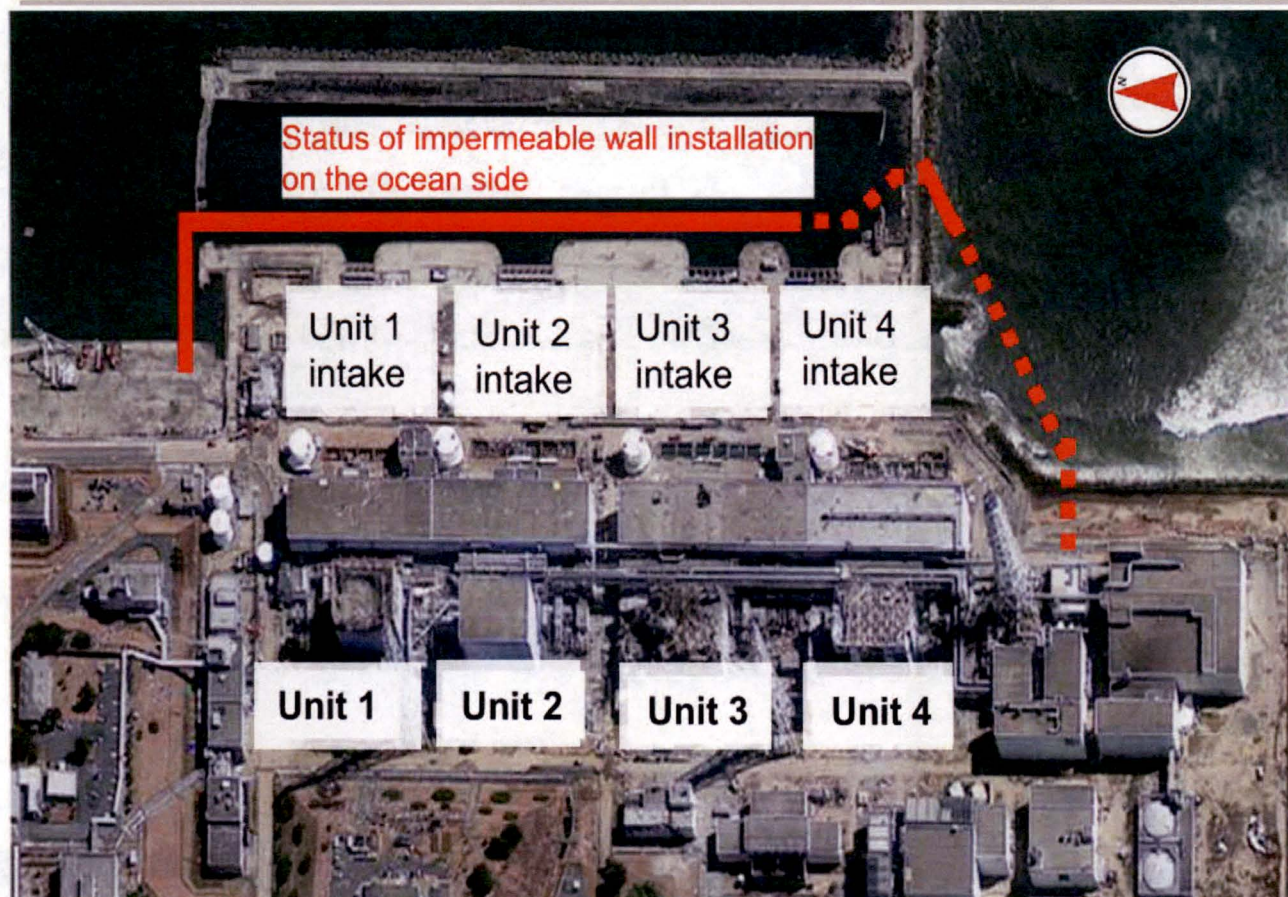 N
Status of impermeable wall installation
on the ocean side
Unit 1
intake
Unit 2
intake
Unit 3
intake
Unit 4
intake
Unit 1
Unit 2
Unit 3
Unit 4